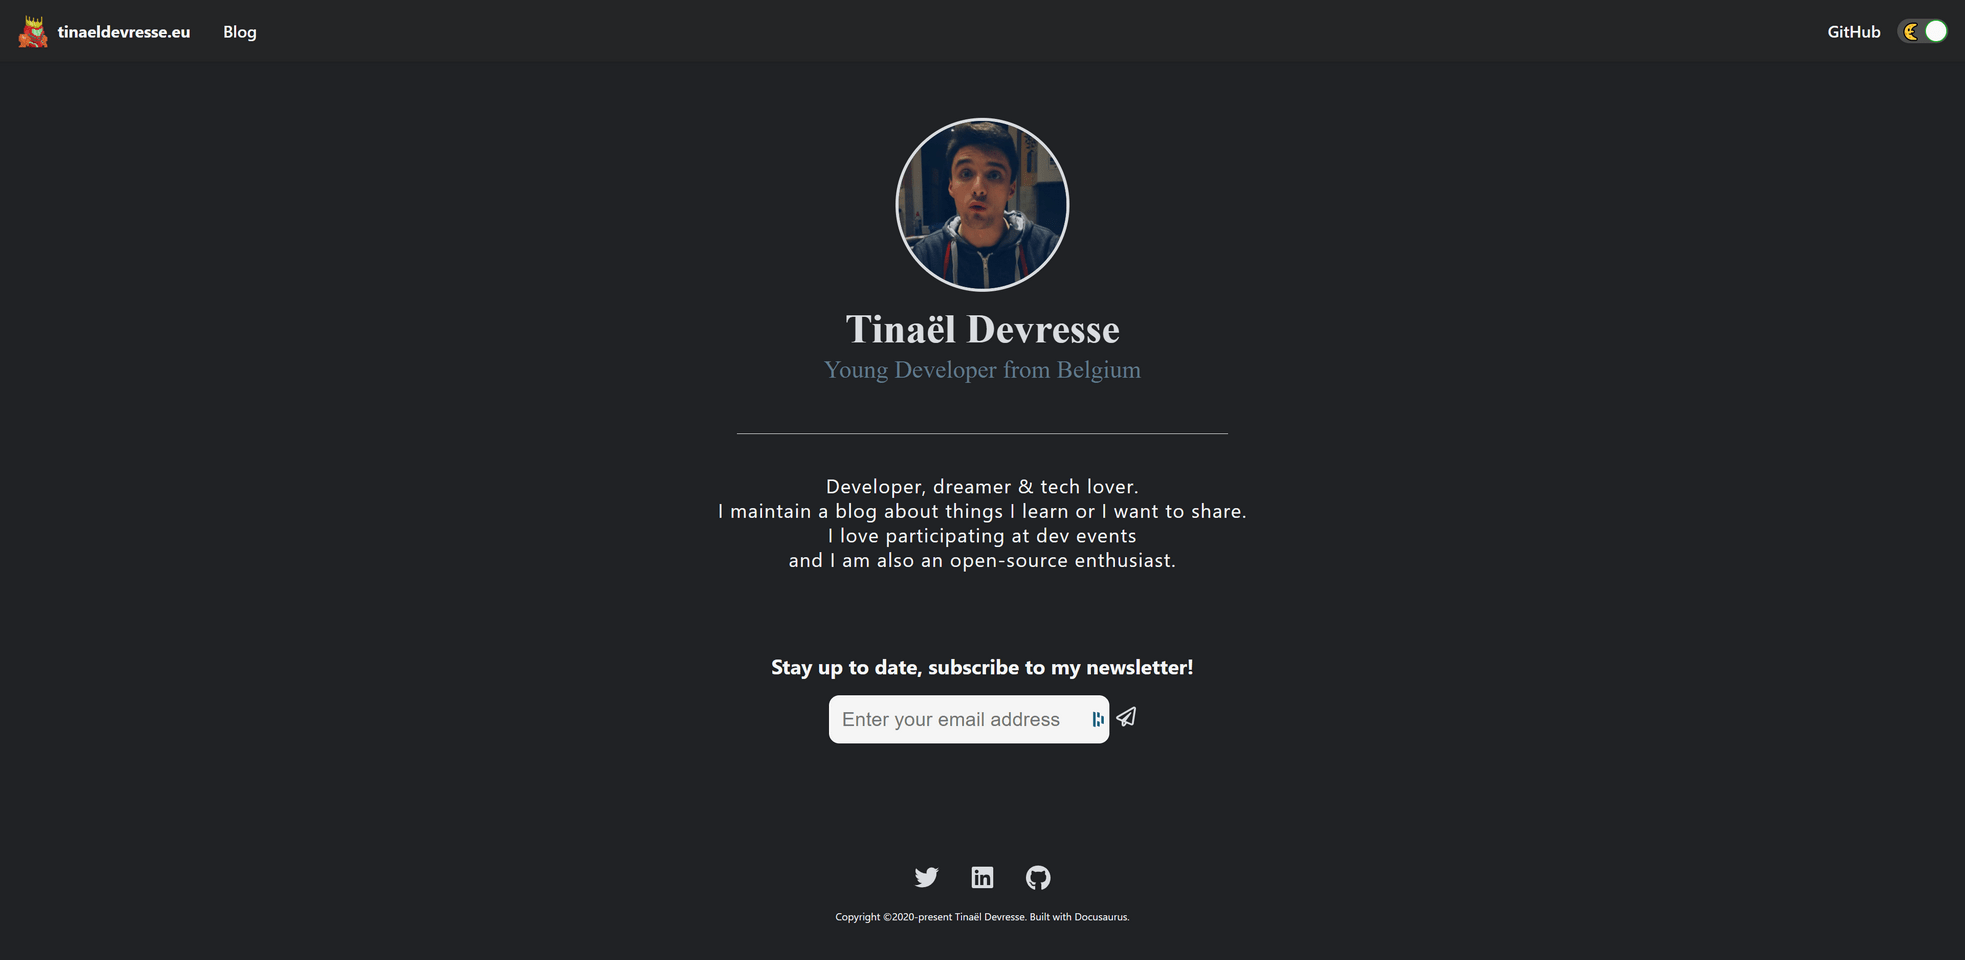 tinaeldevresse.eu
Blog
GitHub
Tinaël Devresse
Young Developer from Belgium
Developer, dreamer & tech lover.
I maintain a blog about things I learn or I want to share.
I love participating at dev events
and I am also an open-source enthusiast.
Stay up to date, subscribe to my newsletter!
Enter your email address
in
Copyright ©2020-present Tinaël Devresse. Built with Docusaurus.